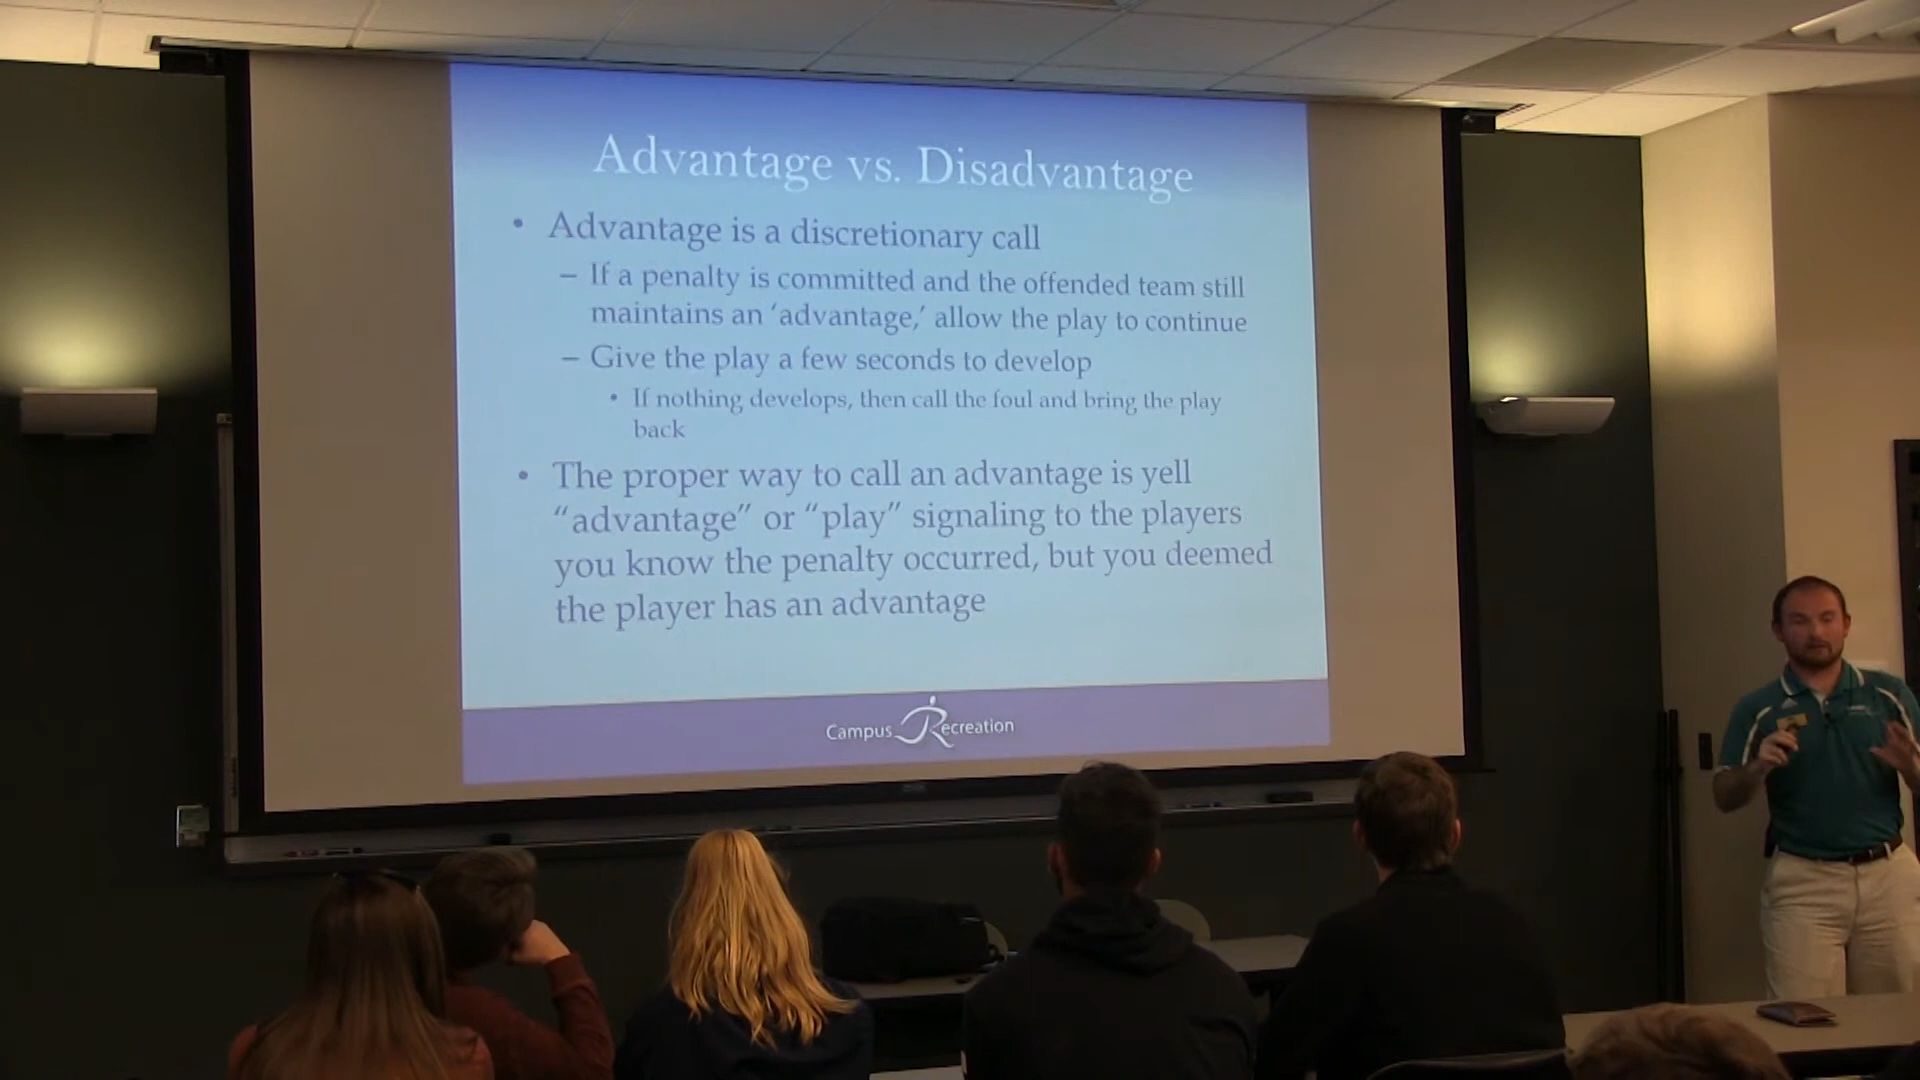 Advantage vs. Disadvantage
• Advantage is a discretionary call
– If a penalty is committed and the offended team still
maintains an ‘advantage,’ allow the play to continue
– Give the play a few seconds to develop
• If nothing develops, then call the foul and bring the play
back
• The proper way to call an advantage is yell
“advantage” or “play” signaling to the players
you know the penalty occurred, but you deemed
the player has an advantage
Campus Recreation